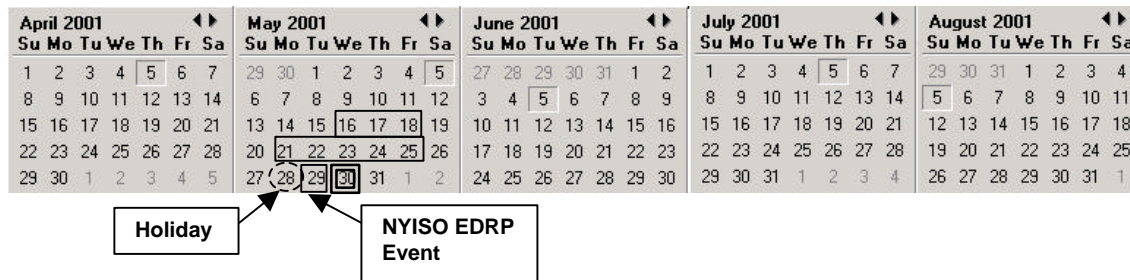 April 2001
Su Mo Tu We Th Fr Sa
1 2 3 4 5 6 7
8 9 10 11 12 13 14
15 16 17 18 19 20 21
22 23 24 25 26 27 28
29 30 1 2 3 4 5
May 2001
Su Mo Tu We Th Fr Sa
29 30 1 2 3 4 5
6 7 8 9 10 11 12
13 14 15 16 17 18 19
20 21 22 23 24 25 26
27 28 29 30 31 1 2
June 2001
Su Mo Tu We Th Fr Sa
27 28 29 30 31 1 2
3 4 5 6 7 8 9
10 11 12 13 14 15 16
17 18 19 20 21 22 23
24 25 26 27 28 29 30
July 2001
Su Mo Tu We Th Fr Sa
1 2 3 4 5 6 7
8 9 10 11 12 13 14
15 16 17 18 19 20 21
22 23 24 25 26 27 28
29 30 31 1 2 3 4
August 2001
Su Mo Tu We Th Fr Sa
29 30 31 1 2 3 4
5 6 7 8 9 10 11
12 13 14 15 16 17 18
19 20 21 22 23 24 25
26 27 28 29 30 31 1
Holiday
NYISO EDRP
Event